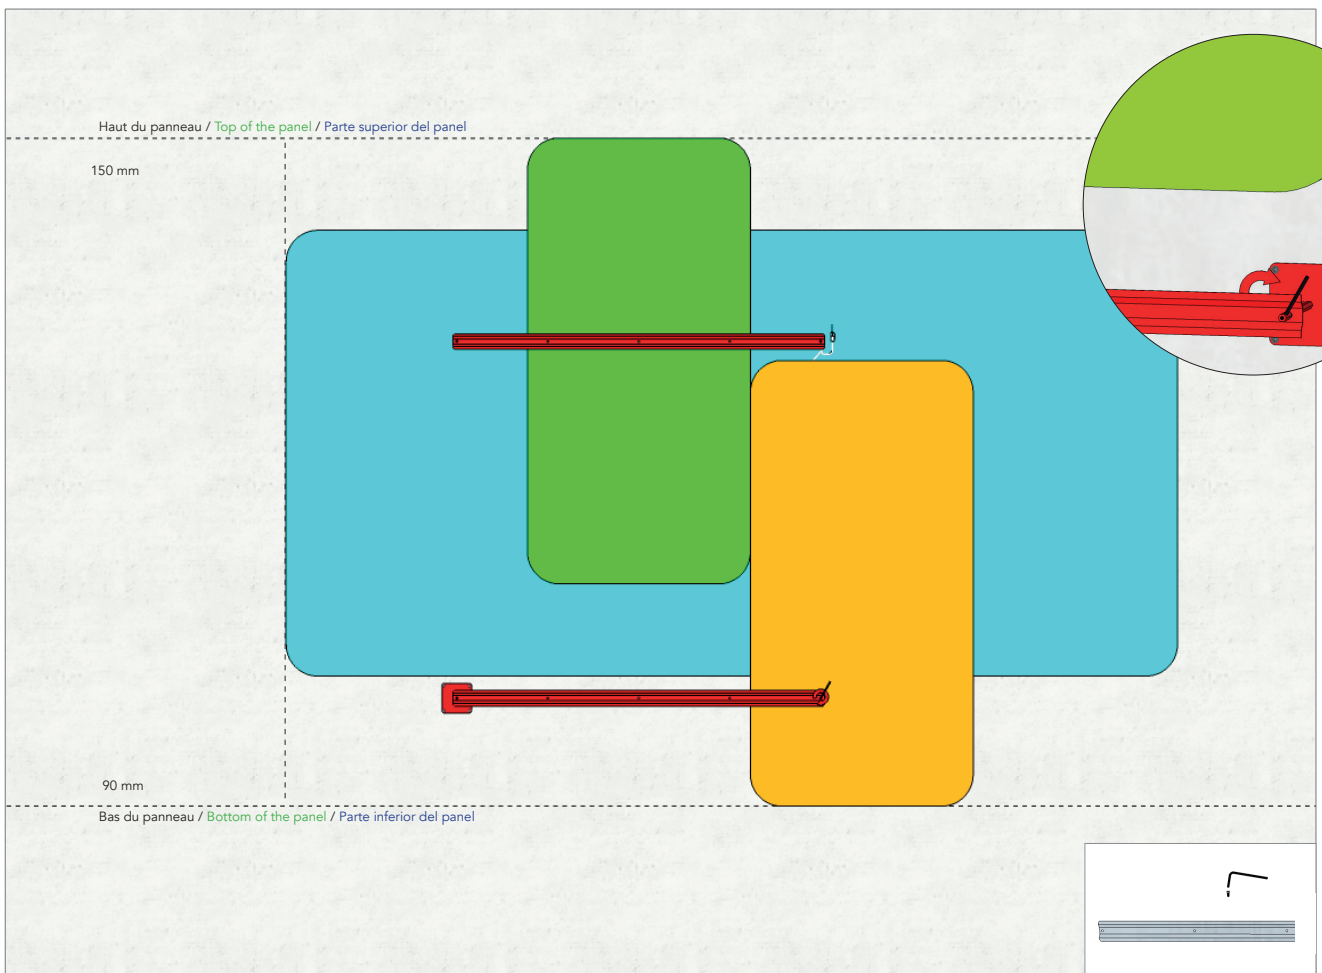 Haut du panneau / Top of the panel / Parte superior del panel
150 mm
90 mm
Bas du panneau / Bottom of the panel / Parte inferior del panel